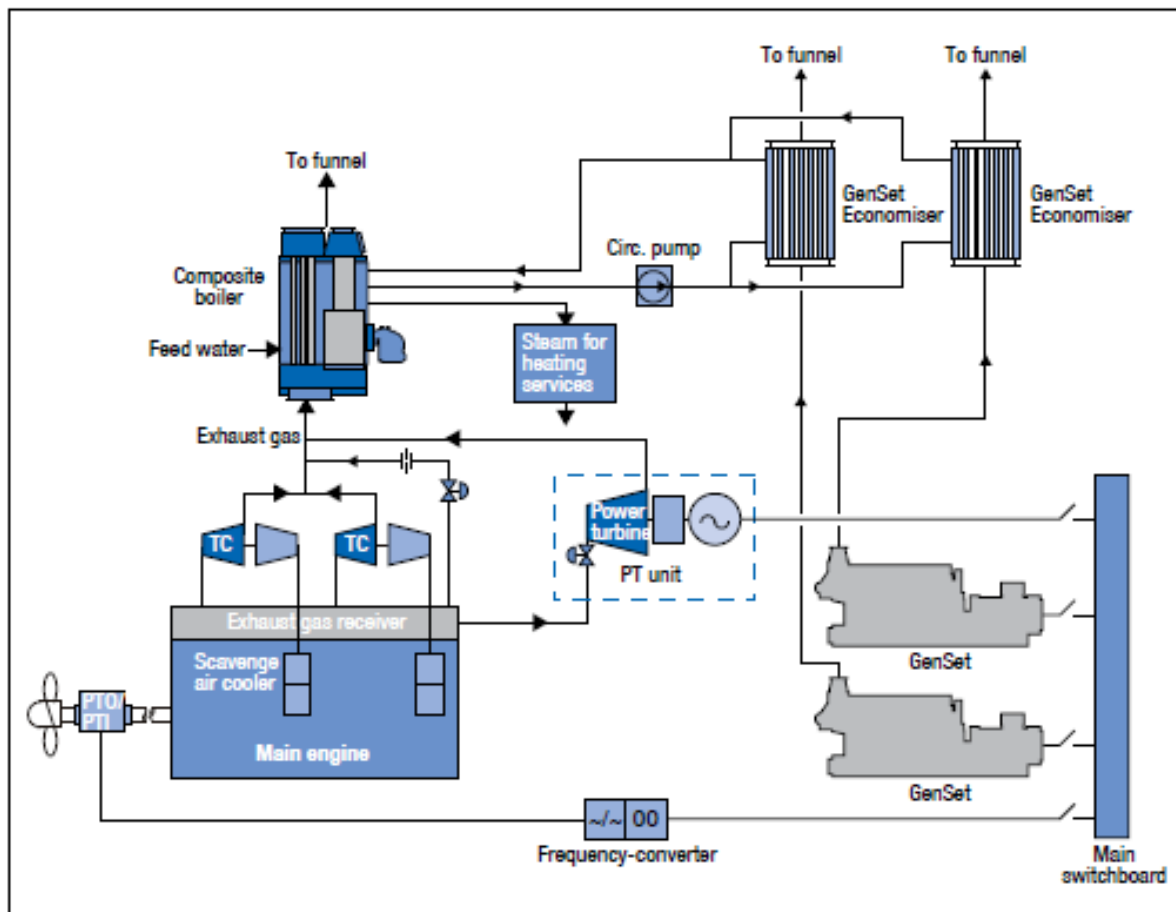 To funnel
To funnel
To funnel
GenSet
Economiser
GenSet
Economiser
Circ. pump
Composite
boiler
Feed water
Steam for
heating
services
Exhaust gas
TC
TC
Power
turbine
PT unit
Exhaust gas receiver
Scavenge
air cooler
GenSet
PTO/
PTI
Main engine
GenSet
~/~ 00
Frequency-converter
Main
switchboard